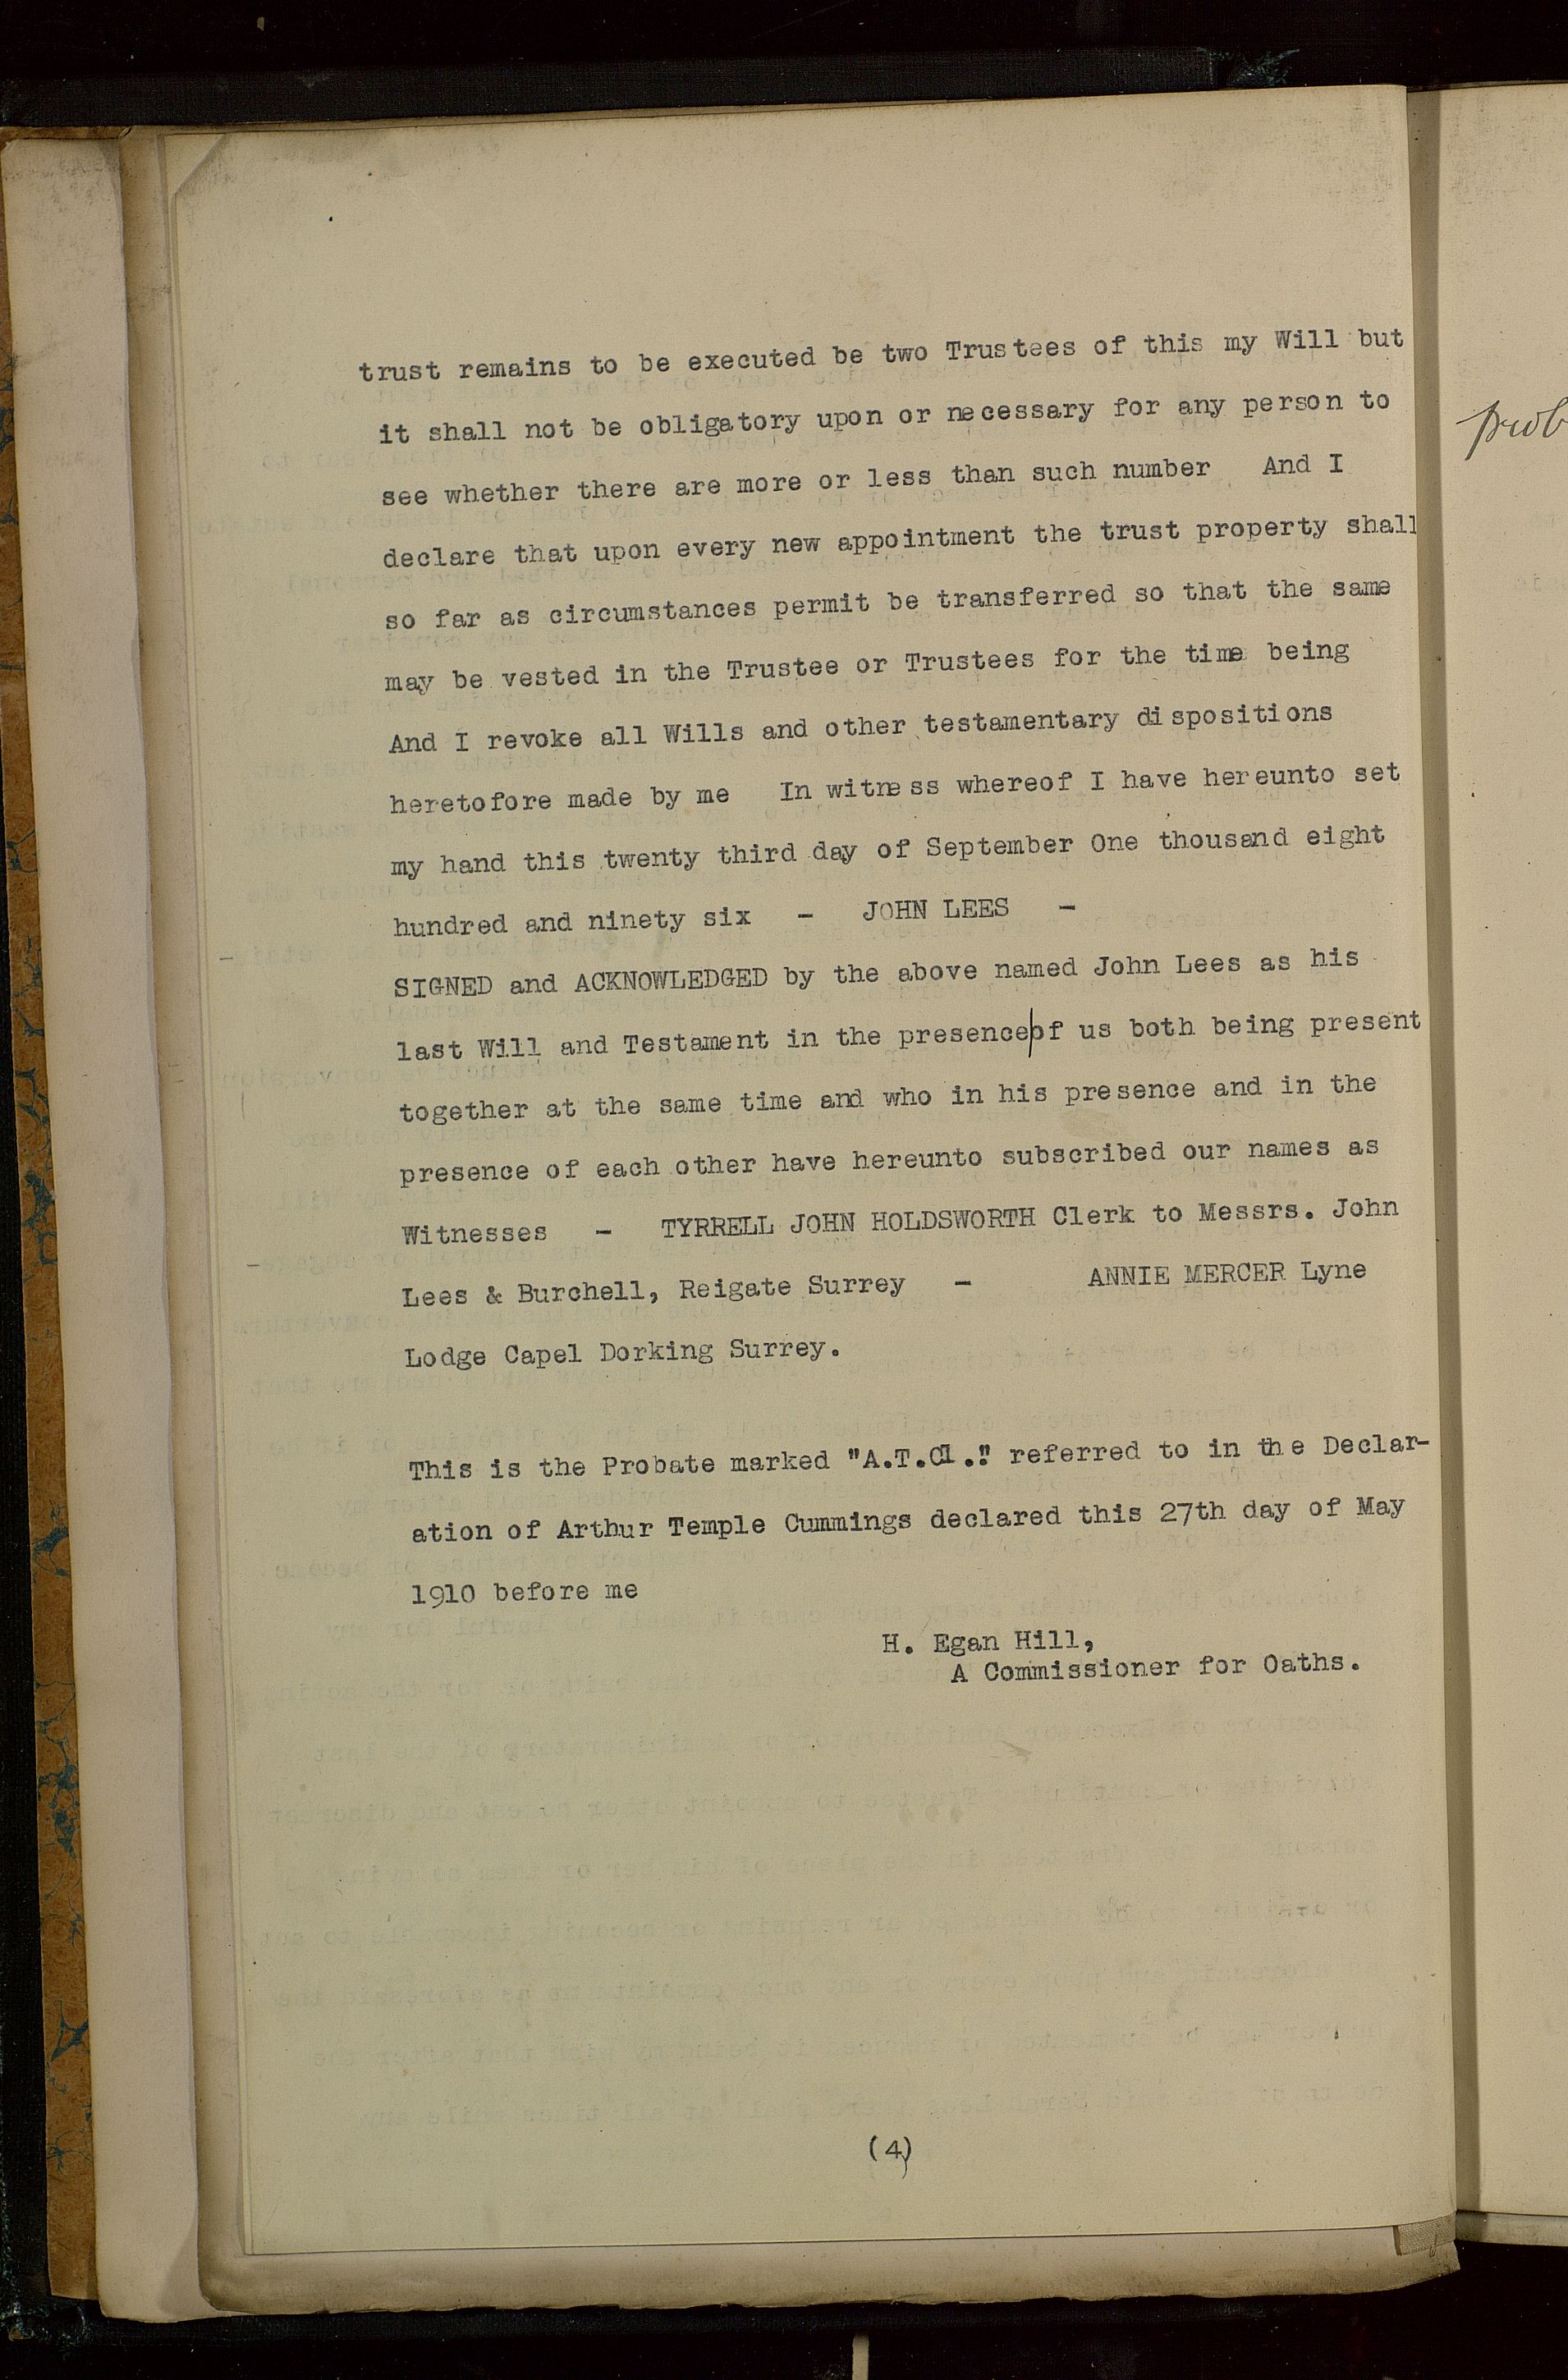 trust remains to be executed be two Trustees of this my Will but
it shall not be obligatory upon or necessary for any person to
see whether there are more or less than such number And I
declare that upon every new appointment the trust property shall
so far as circumstances permit be transferred so that the same
may be vested in the Trustee or Trustees for the time being
And I revoke all Wills and other testamentary dispositions
heretofore made by me In witness whereof I have hereunto set
my hand this twenty third day of September One thousand eight
hundred and ninety six - JOHN LEES -
SIGNED and ACKNOWLEDGED by the above named John Lees as his
last Will and Testament in the presence|of us both being present
together at the same time and who in his presence and in the
presence of each other have hereunto subscribed our names as
Witnesses - TYRRELL JOHN HOLDSWORTH Clerk to Messrs. John
Lees & Burchell, Reigate Surrey - ANNIE MERCER Lyne
Lodge Capel Dorking Surrey.
This is the Probate marked "A.T.C1.." referred to in the Declar-
ation of Arthur Temple Cummings declared this 27th day of May
1910 before me
H. Egan Hill,
A Commissioner for Oaths.
(4)
prob